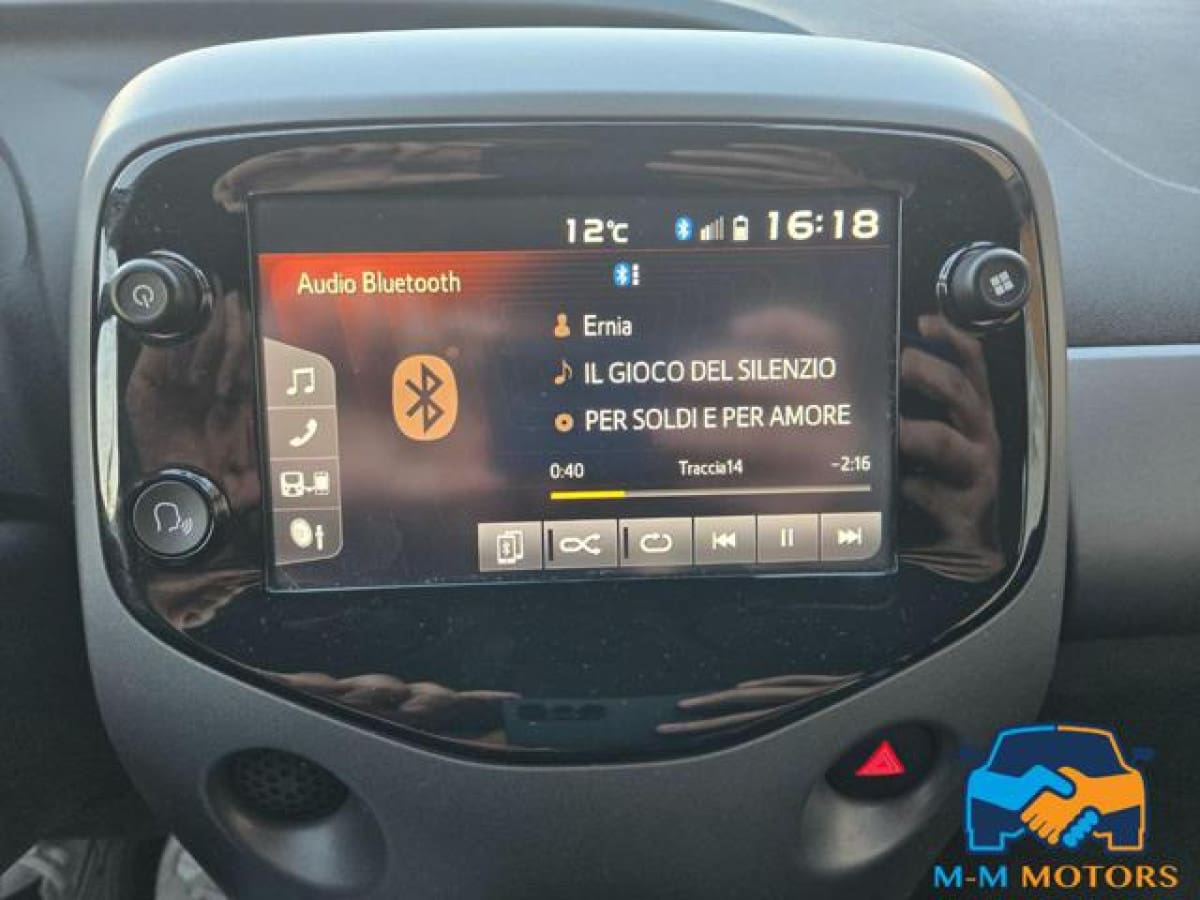 12°C 16:18
Audio Bluetooth
Ernia
IL GIOCO DEL SILENZIO
PER SOLDI E PER AMORE
0:40 Traccia14 -2:16
M-M MOTORS